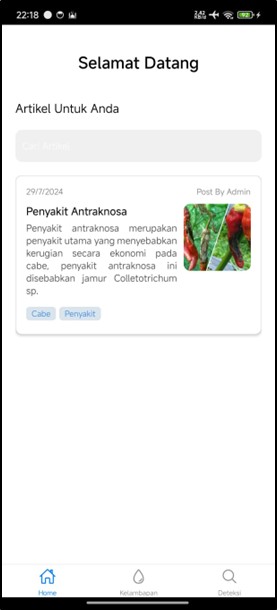 22:18
Selamat Datang
Artikel Untuk Anda
Cari Artikel
29/7/2024 Post By Admin
Penyakit Antraknosa
Penyakit antraknosa merupakan
penyakit utama yang menyebabkan
kerugian secara ekonomi pada
cabe, penyakit antraknosa ini
disebabkan jamur Colletotrichum
sp.
Cabe Penyakit
Home Kelambapan Deteksi